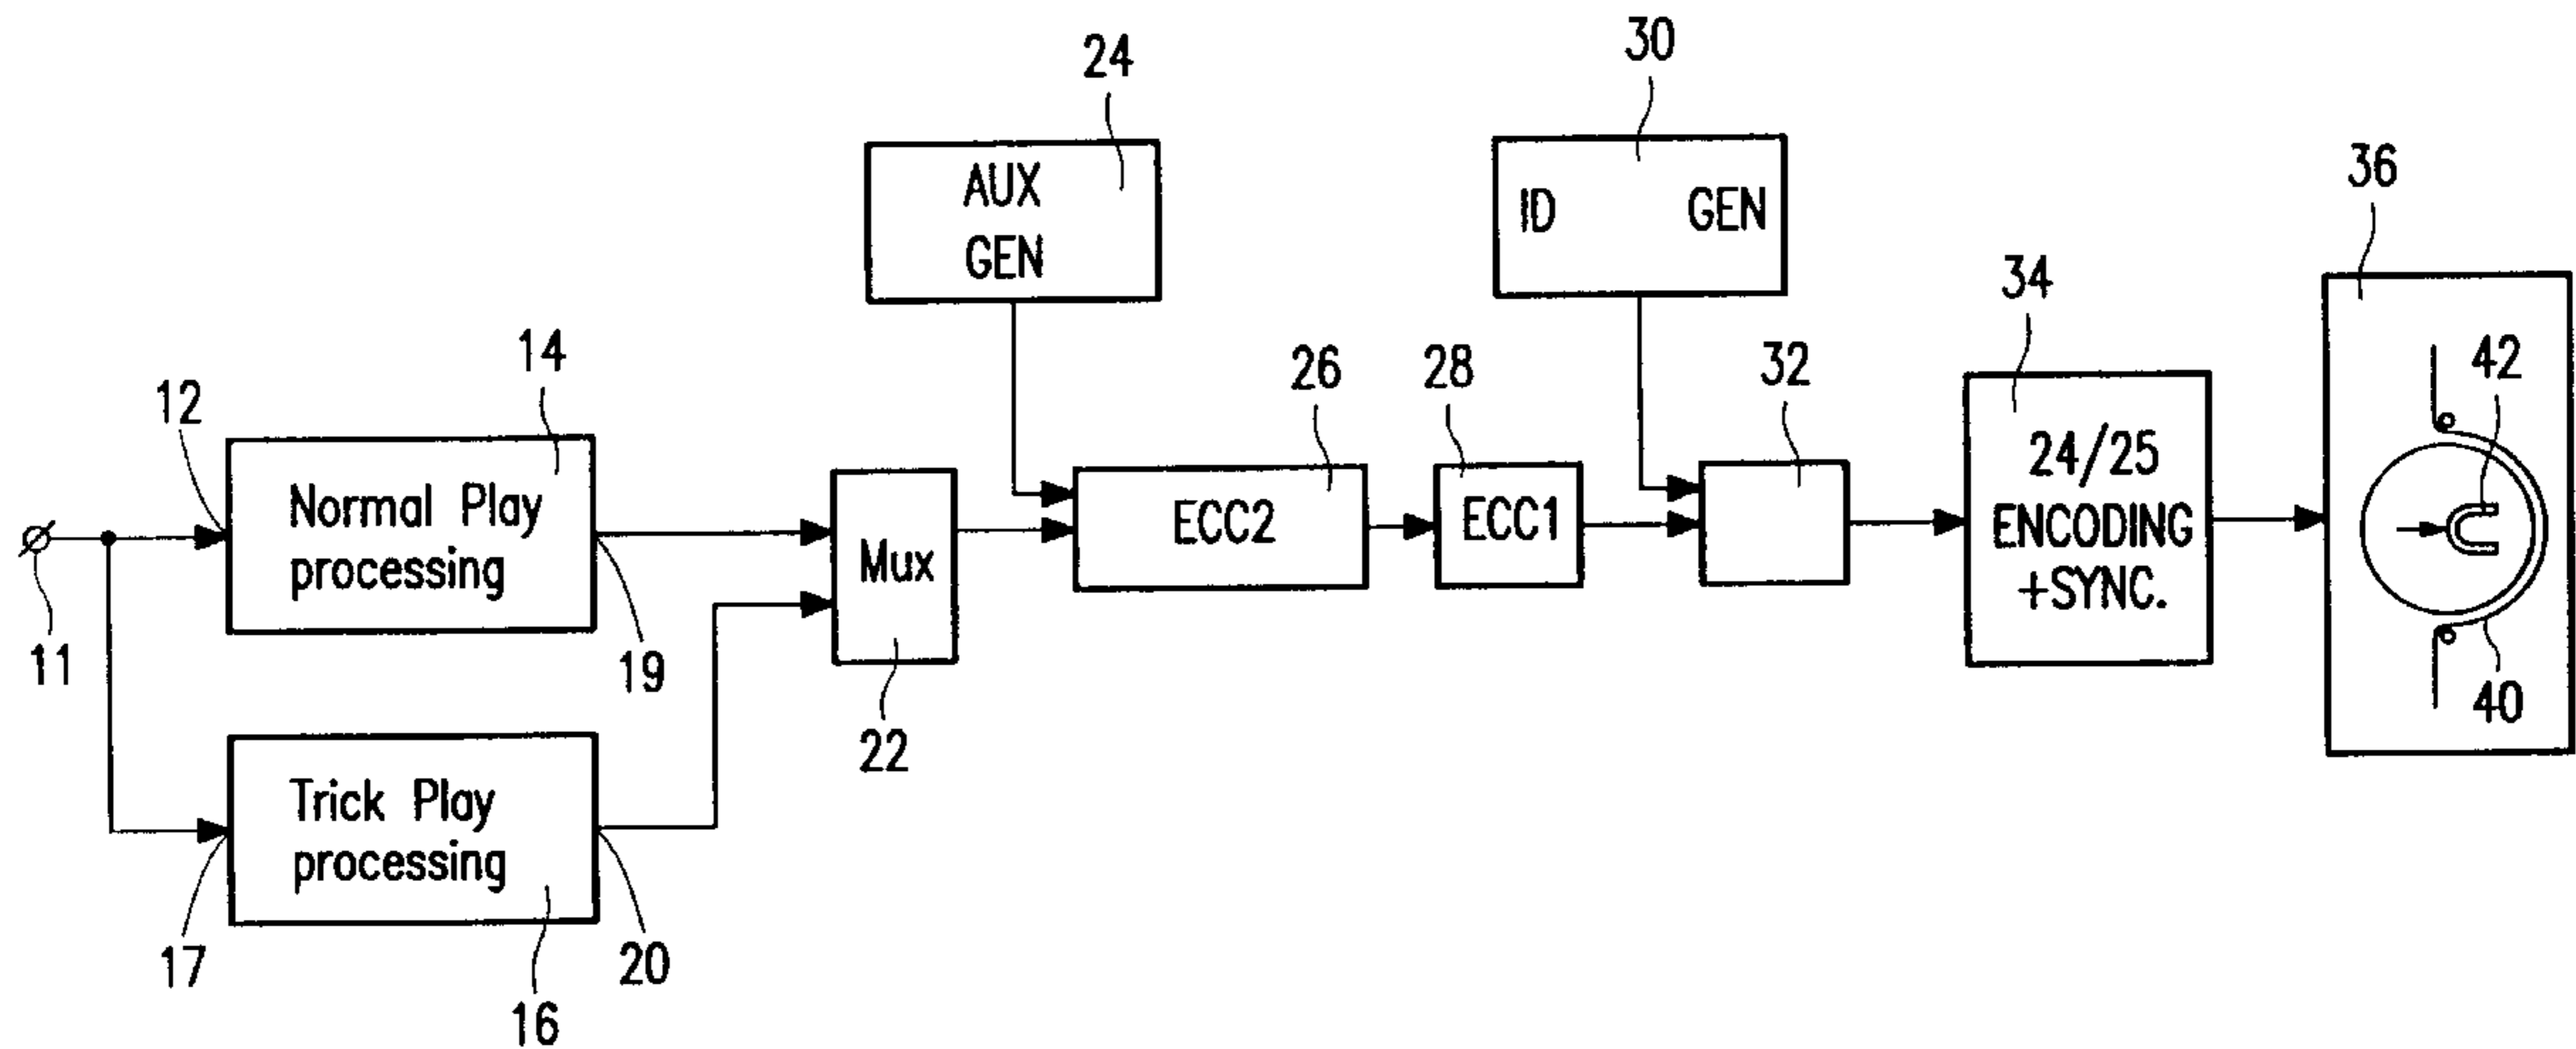 24
30
AUX
GEN
ID GEN
36
34
14
12
26
28
32
42
Normal Play
processing
Mux
ECC2
ECC1
24/25
ENCODING
+SYNC.
11
19
22
40
Trick Play
processing
17
20
16